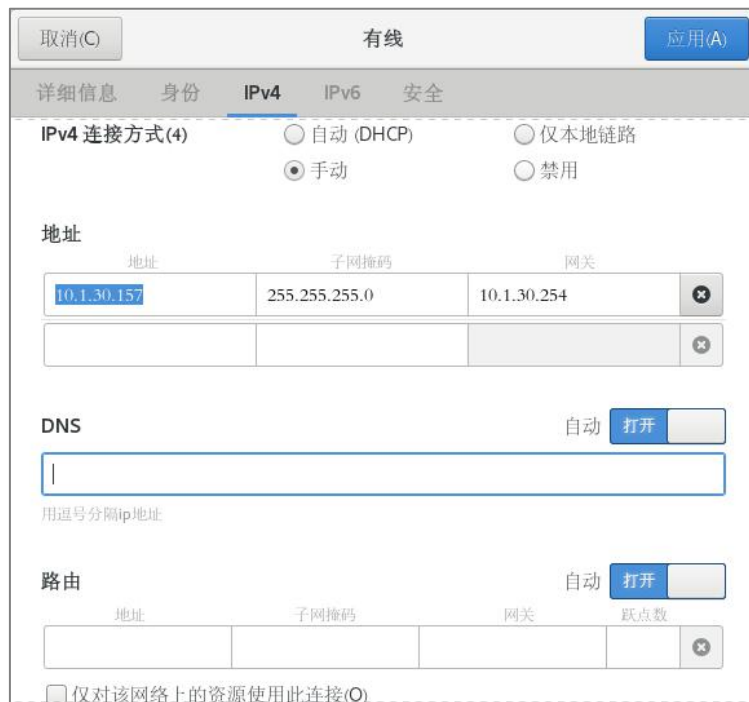 取消(C) 有线 应用(A)
详细信息 身份 IPv4 IPv6 安全
IPv4 连接方式(4) 自动 (DHCP) 仅本地链路
手动 禁用
地址
地址 子网掩码 网关
10.1.30.157 255.255.255.0 10.1.30.254
DNS 自动 打开
用逗号分隔ip地址
路由 自动 打开
地址 子网掩码 网关 跃点数
仅对该网络上的资源使用此连接(O)